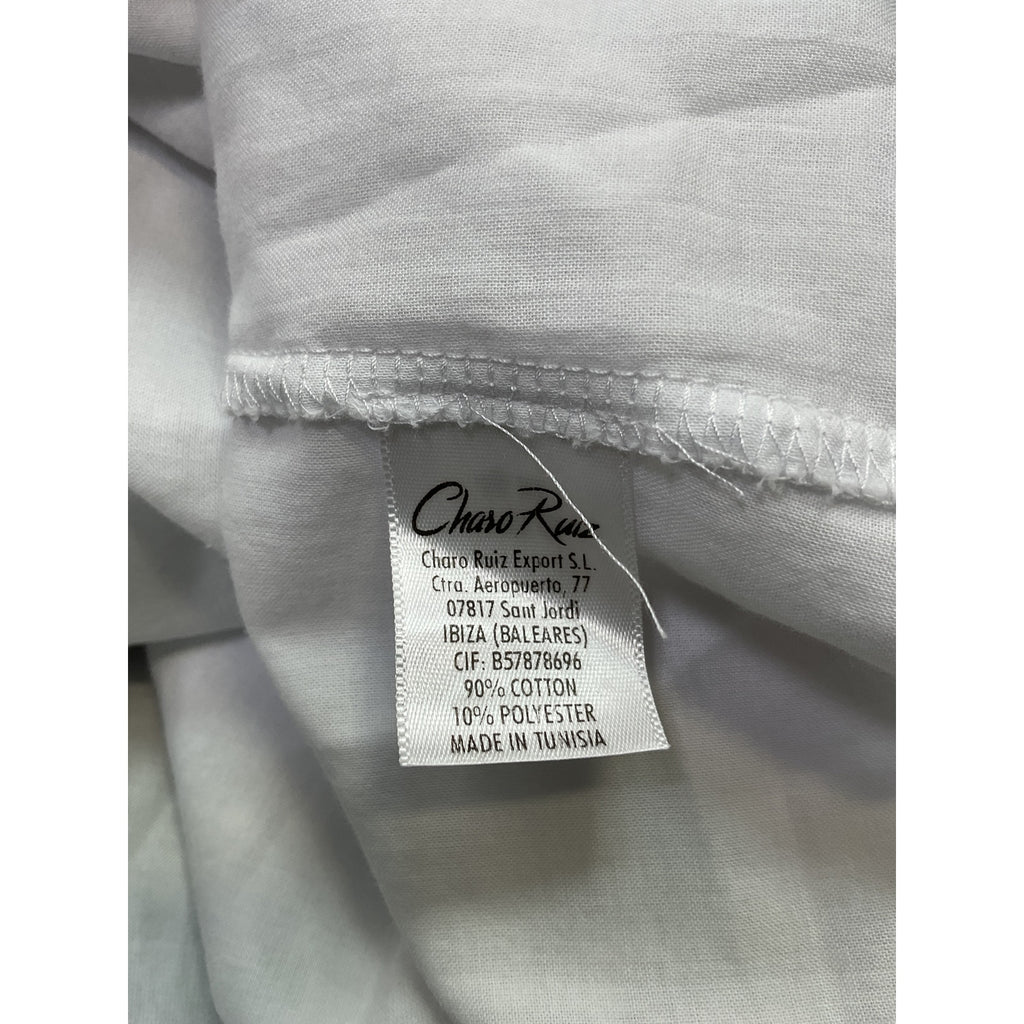 Charo Ruiz
Charo Ruiz Export S.L.
Ctra. Aeropuerto, 77
07817 Sant Jordi
IBIZA (BALEARES)
CIF: B57878696
90% COTTON
10% POLYESTER
MADE IN TUNISIA